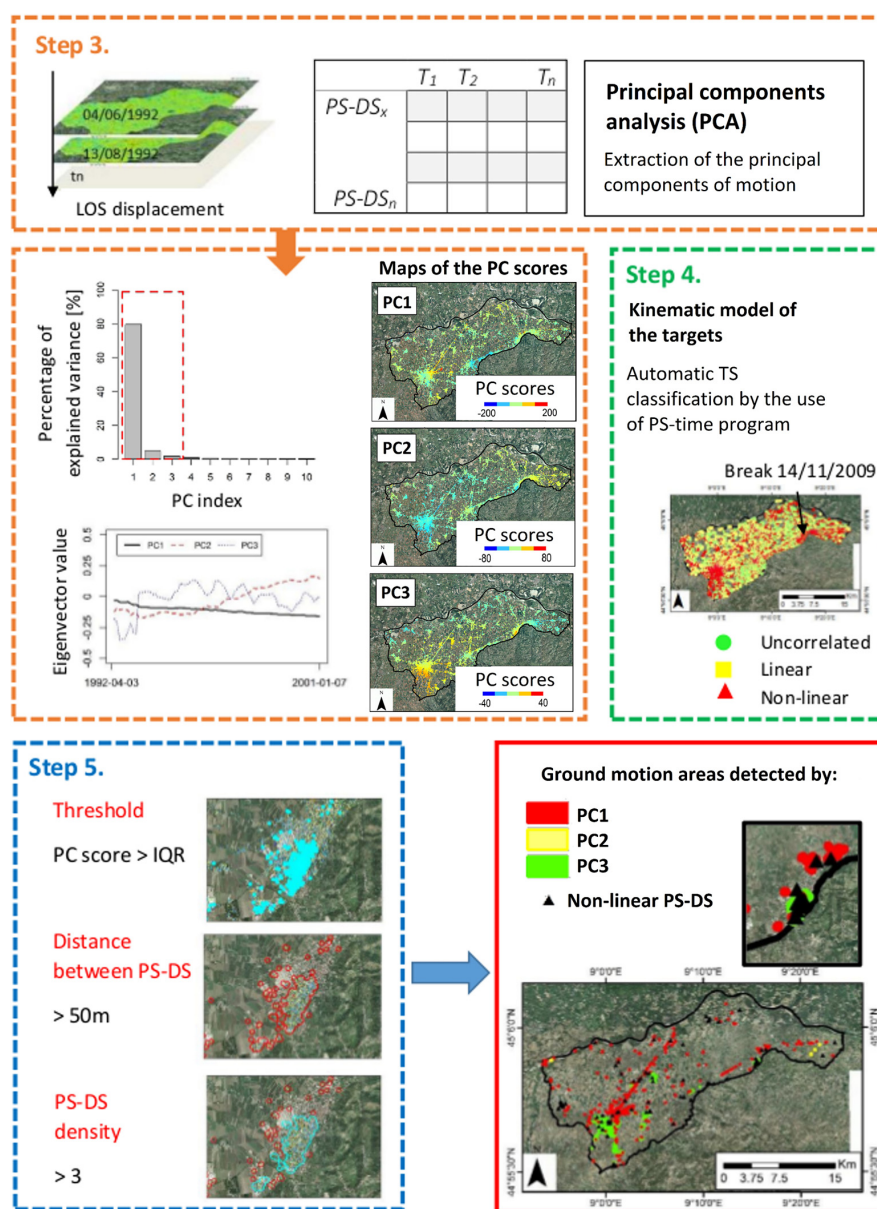 Step 3.
04/06/1992
13/08/1992
tn
LOS displacement
T1 T2 Tn
PS-DSx
PS-DSn
Principal components
analysis (PCA)
Extraction of the principal
components of motion
Percentage of
explained variance [%]
100
80
60
40
20
0
1 2 3 4 5 6 7 8 9 10
PC index
Eigenvector value
0.5
0.25
0
-0.25
-0.5
PC1 PC2 PC3
1992-04-03 2001-01-07
Maps of the PC scores
PC1
PC scores
-200 200
N
PC2
PC scores
-80 80
PC3
PC scores
-40 40
Step 4.
Kinematic model of
the targets
Automatic TS
classification by the use
of PS-time program
Break 14/11/2009
0 3.75 7.5 15
Uncorrelated
Linear
Non-linear
Step 5.
Threshold
PC score > IQR
Distance
between PS-DS
> 50m
PS-DS
density
> 3
Ground motion areas detected by:
PC1
PC2
PC3
Non-linear PS-DS
9°0'0"E 9°10'0"E 9°20'0"E
Km
0 3.75 7.5 15
9°0'0"E 9°10'0"E 9°20'0"E